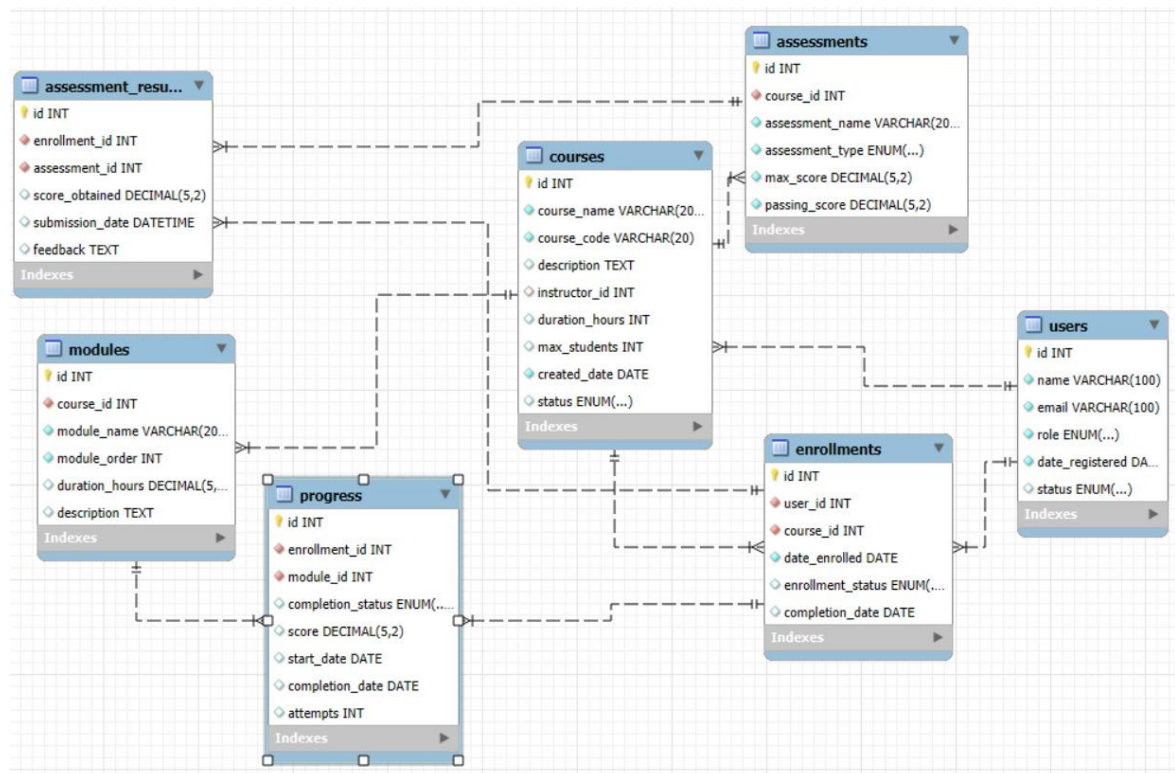 assessment_resu...
id INT
enrollment_id INT
assessment_id INT
score_obtained DECIMAL(5,2)
submission_date DATETIME
feedback TEXT
Indexes
assessments
id INT
course_id INT
assessment_name VARCHAR(20...
assessment_type ENUM(...)
max_score DECIMAL(5,2)
passing_score DECIMAL(5,2)
Indexes
courses
id INT
course_name VARCHAR(20...
course_code VARCHAR(20)
description TEXT
instructor_id INT
duration_hours INT
max_students INT
created_date DATE
status ENUM(...)
Indexes
modules
id INT
course_id INT
module_name VARCHAR(20...
module_order INT
duration_hours DECIMAL(5,...
description TEXT
Indexes
users
id INT
name VARCHAR(100)
email VARCHAR(100)
role ENUM(...)
date_registered DA...
status ENUM(...)
Indexes
progress
id INT
enrollment_id INT
module_id INT
completion_status ENUM(...
score DECIMAL(5,2)
start_date DATE
completion_date DATE
attempts INT
Indexes
enrollments
id INT
user_id INT
course_id INT
date_enrolled DATE
enrollment_status ENUM(...
completion_date DATE
Indexes